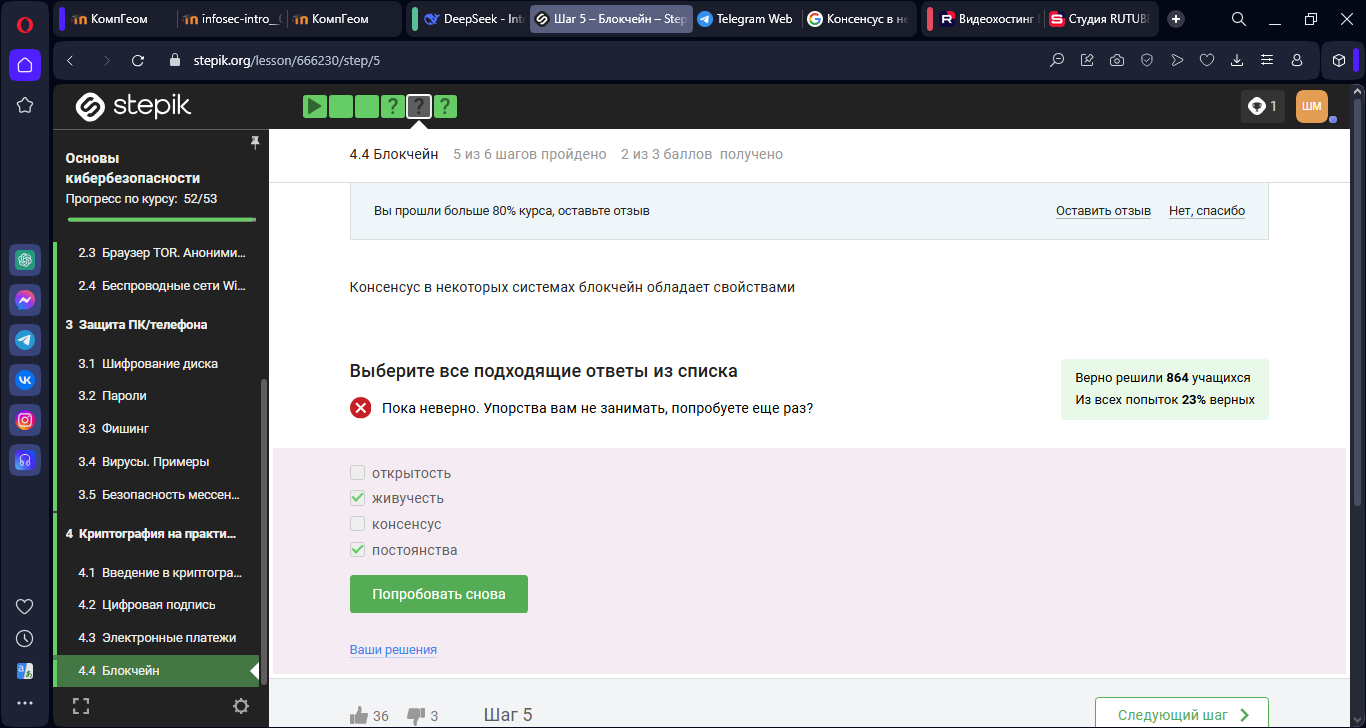 КомпГеом
infosec-intro_
КомпГеом
DeepSeek - Int
Шаг 5 – Блокчейн – Step
Telegram Web
Консенсус в не
Видеохостинг
Студия RUTUBE
stepik.org/lesson/666230/step/5
stepik
?
?
?
1
ШМ
Основы кибербезопасности
Прогресс по курсу: 52/53
2.3 Браузер TOR. Анонимн...
2.4 Беспроводные сети Wi...
3 Защита ПК/телефона
3.1 Шифрование диска
3.2 Пароли
3.3 Фишинг
3.4 Вирусы. Примеры
3.5 Безопасность мессен...
4 Криптография на практи...
4.1 Введение в криптогра...
4.2 Цифровая подпись
4.3 Электронные платежи
4.4 Блокчейн
4.4 Блокчейн 5 из 6 шагов пройдено 2 из 3 баллов получено
Вы прошли больше 80% курса, оставьте отзыв
Оставить отзыв
Нет, спасибо
Консенсус в некоторых системах блокчейн обладает свойствами
Выберите все подходящие ответы из списка
Пока неверно. Упорства вам не занимать, попробуете еще раз?
Верно решили 864 учащихся
Из всех попыток 23% верных
открытость
живучесть
консенсус
постоянства
Попробовать снова
Ваши решения
36
3
Шаг 5
Следующий шаг